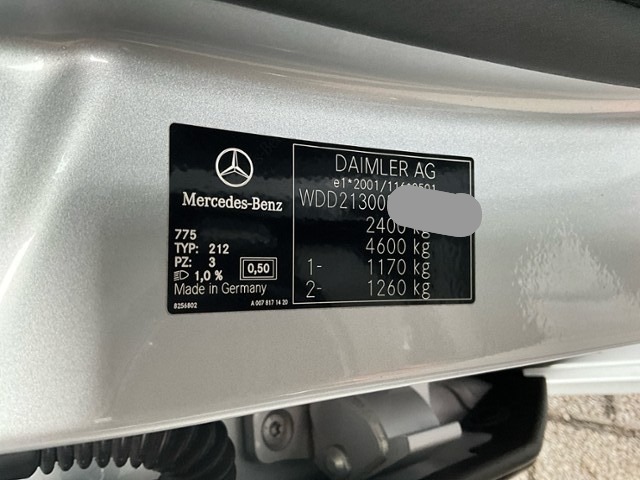 DAIMLER AG
Mercedes-Benz
WDD21300
2400 kg
4600 kg
1- 1170 kg
2- 1260 kg
775
TYP: 212
PZ: 3
1,0 % 0,50
Made in Germany
8256802 A 007 817 14 20